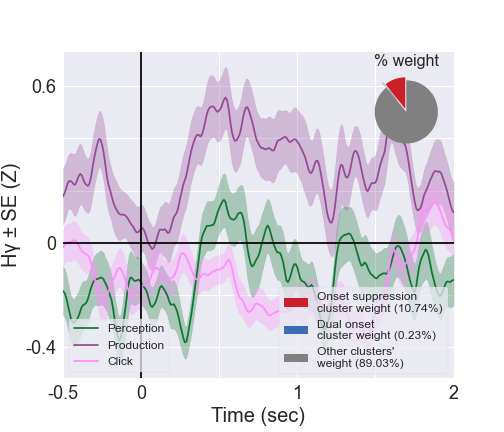 % weight
0.6
0
-0.4
Hγ ± SE (Z)
Perception
Production
Click
Onset suppression
cluster weight (10.74%)
Dual onset
cluster weight (0.23%)
Other clusters'
weight (89.03%)
-0.5
0
1
2
Time (sec)